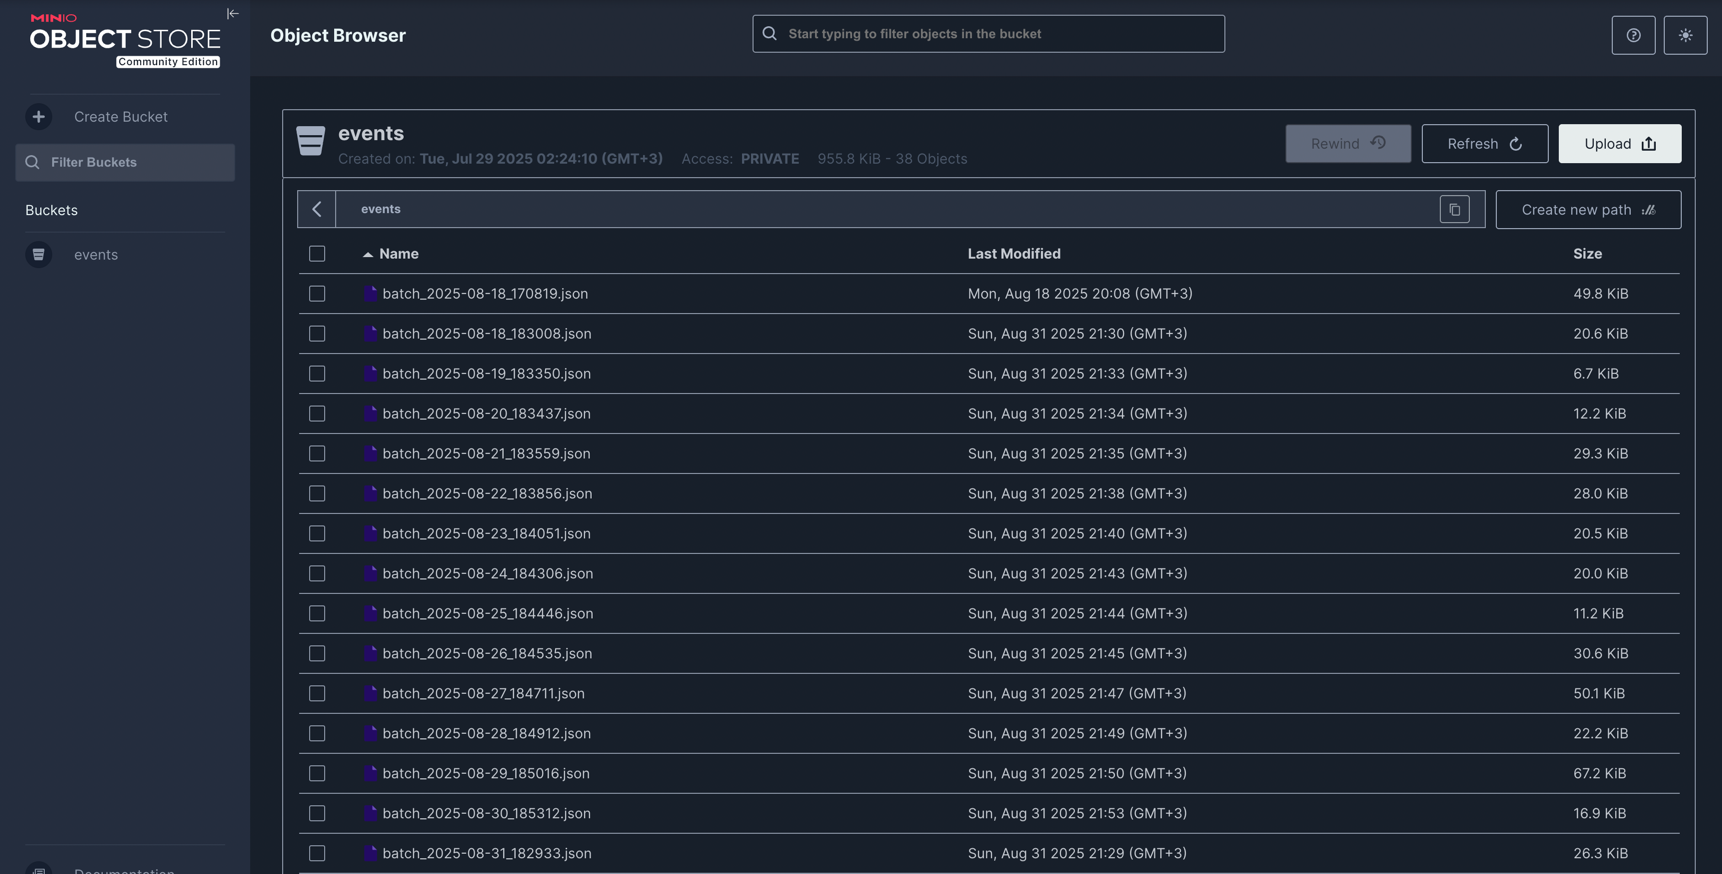 MINIO
OBJECT STORE
Community Edition
Object Browser
Start typing to filter objects in the bucket
Create Bucket
Filter Buckets
Buckets
events
events
Created on: Tue, Jul 29 2025 02:24:10 (GMT+3) Access: PRIVATE 955.8 KiB - 38 Objects
Rewind
Refresh
Upload
events
Create new path
Name Last Modified Size
batch_2025-08-18_170819.json Mon, Aug 18 2025 20:08 (GMT+3) 49.8 KiB
batch_2025-08-18_183008.json Sun, Aug 31 2025 21:30 (GMT+3) 20.6 KiB
batch_2025-08-19_183350.json Sun, Aug 31 2025 21:33 (GMT+3) 6.7 KiB
batch_2025-08-20_183437.json Sun, Aug 31 2025 21:34 (GMT+3) 12.2 KiB
batch_2025-08-21_183559.json Sun, Aug 31 2025 21:35 (GMT+3) 29.3 KiB
batch_2025-08-22_183856.json Sun, Aug 31 2025 21:38 (GMT+3) 28.0 KiB
batch_2025-08-23_184051.json Sun, Aug 31 2025 21:40 (GMT+3) 20.5 KiB
batch_2025-08-24_184306.json Sun, Aug 31 2025 21:43 (GMT+3) 20.0 KiB
batch_2025-08-25_184446.json Sun, Aug 31 2025 21:44 (GMT+3) 11.2 KiB
batch_2025-08-26_184535.json Sun, Aug 31 2025 21:45 (GMT+3) 30.6 KiB
batch_2025-08-27_184711.json Sun, Aug 31 2025 21:47 (GMT+3) 50.1 KiB
batch_2025-08-28_184912.json Sun, Aug 31 2025 21:49 (GMT+3) 22.2 KiB
batch_2025-08-29_185016.json Sun, Aug 31 2025 21:50 (GMT+3) 67.2 KiB
batch_2025-08-30_185312.json Sun, Aug 31 2025 21:53 (GMT+3) 16.9 KiB
batch_2025-08-31_182933.json Sun, Aug 31 2025 21:29 (GMT+3) 26.3 KiB
Documentation